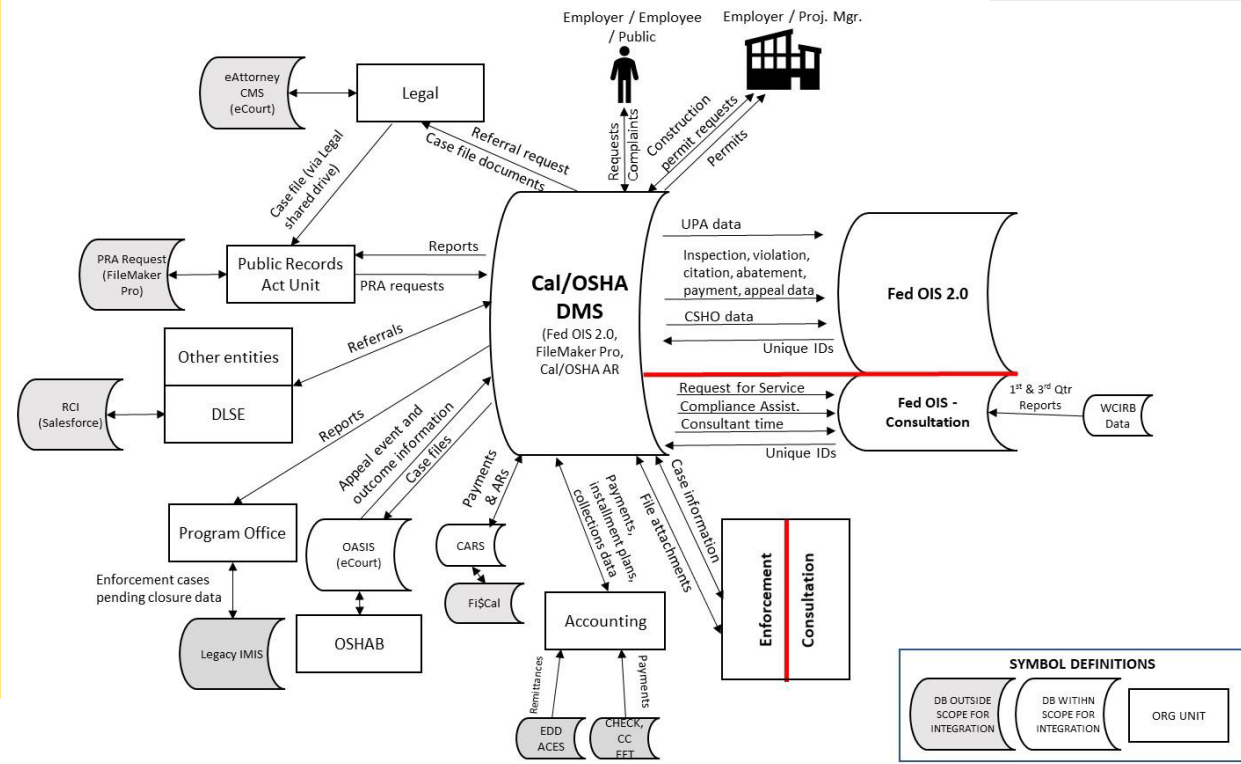 Employer / Employee
/ Public
Employer / Proj. Mgr.
eAttorney
CMS
(eCourt)
Legal
Referral request
Case file documents
Requests
Complaints
Construction
permit requests
Permits
Case file (via Legal
shared drive)
PRA Request
(FileMaker
Pro)
Public Records
Act Unit
Reports
PRA requests
Cal/OSHA
DMS
(Fed OIS 2.0,
FileMaker Pro,
Cal/OSHA AR
UPA data
Inspection, violation,
citation, abatement,
payment, appeal data
CSHO data
Unique IDs
Fed OIS 2.0
Other entities
DLSE
Referrals
RCI
(Salesforce)
Request for Service
Compliance Assist.
Consultant time
Unique IDs
Fed OIS -
Consultation
1st & 3rd Qtr
Reports
WCIRB
Data
Reports
Appeal event and
outcome information
Case files
Payments
& ARs
Payments,
installment plans,
collections data
Case information
File attachments
Program Office
OASIS
(eCourt)
CARS
Fi$Cal
Enforcement cases
pending closure data
Legacy IMIS
OSHAB
Accounting
Enforcement
Consultation
Remittances
Payments
EDD
ACES
CHECK,
CC
EFT
SYMBOL DEFINITIONS
DB OUTSIDE
SCOPE FOR
INTEGRATION
DB WITIHN
SCOPE FOR
INTEGRATION
ORG UNIT